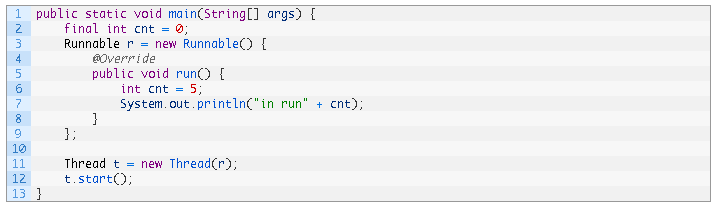 1 public static void main(String[] args) {
2     final int cnt = 0;
3     Runnable r = new Runnable() {
4         @Override
5         public void run() {
6             int cnt = 5;
7             System.out.println("in run" + cnt);
8         }
9     };
10
11     Thread t = new Thread(r);
12     t.start();
13 }